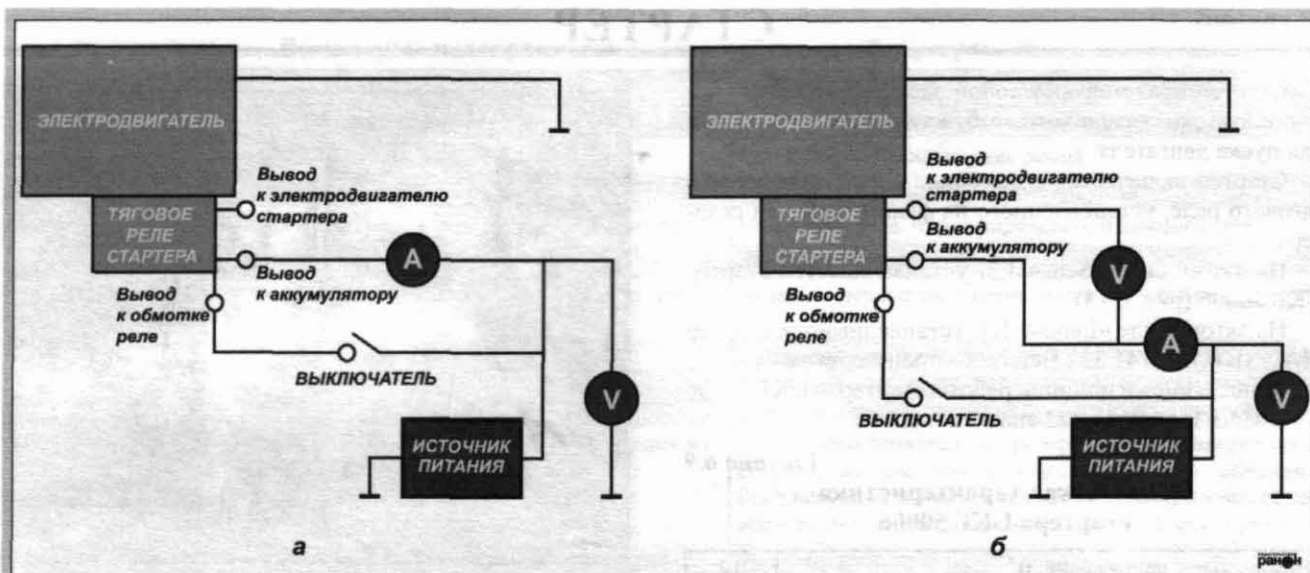 СТАРТЕР
ЭЛЕКТРОДВИГАТЕЛЬ
Вывод
к электродвигателю
стартера
ТЯГОВОЕ
РЕЛЕ
СТАРТЕРА
A
Вывод
к аккумулятору
Вывод
к обмотке
реле
ВЫКЛЮЧАТЕЛЬ
V
ИСТОЧНИК
ПИТАНИЯ
а
ЭЛЕКТРОДВИГАТЕЛЬ
Вывод
к электродвигателю
стартера
ТЯГОВОЕ
РЕЛЕ
СТАРТЕРА
Вывод
к аккумулятору
V
Вывод
к обмотке
реле
A
V
ВЫКЛЮЧАТЕЛЬ
ИСТОЧНИК
ПИТАНИЯ
б